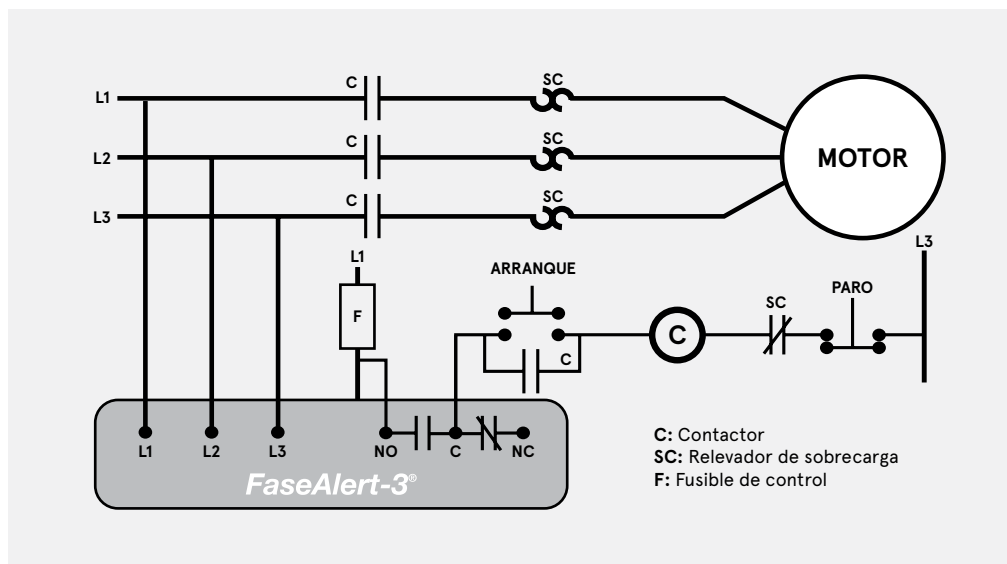 SC
C
L1
SC
C
L2
MOTOR
SC
C
L3
L1
L3
ARRANQUE
PARO
F
SC
C
C
L1
L2
L3
NO
C
NC
FaseAlert-3®
C: Contactor
SC: Relevador de sobrecarga
F: Fusible de control